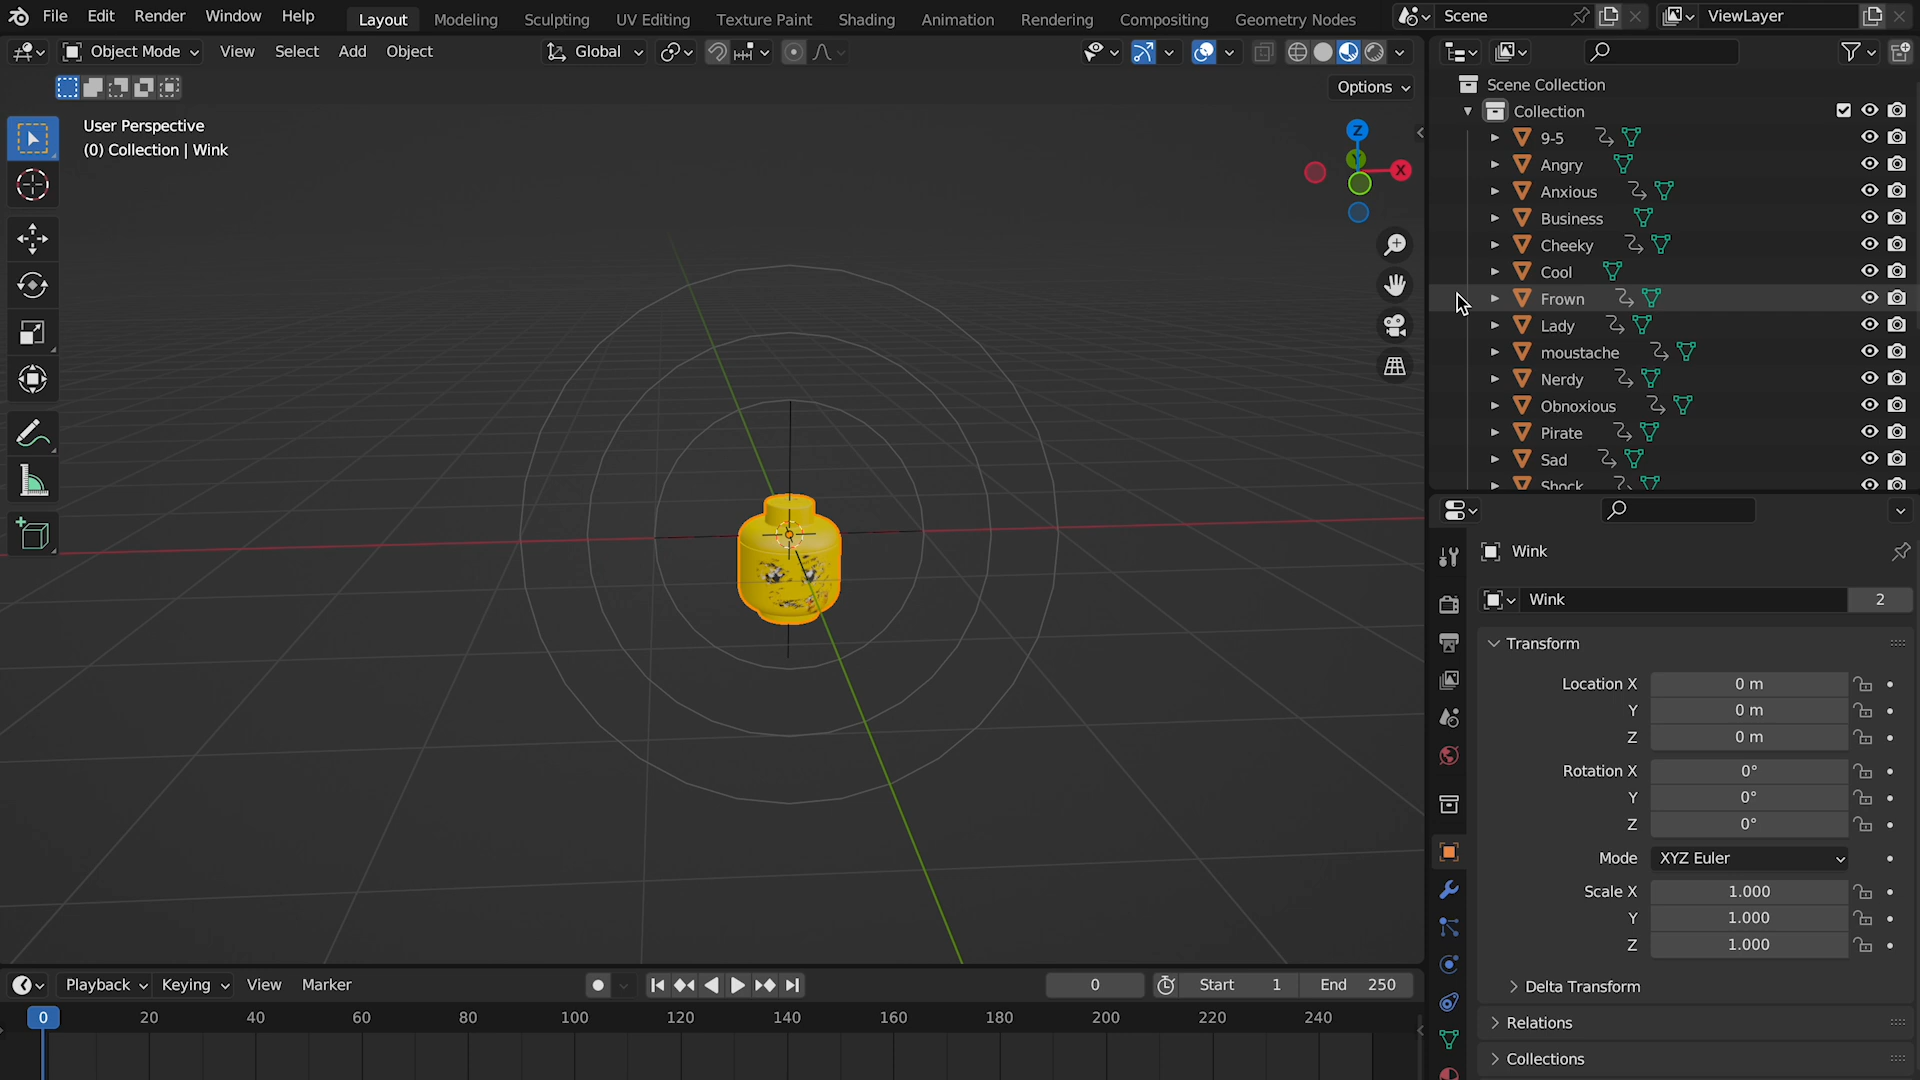 File Edit Render Window Help Layout Modeling Sculpting UV Editing Texture Paint Shading Animation Rendering Compositing Geometry Nodes Scene ViewLayer
Object Mode View Select Add Object Global
Options
User Perspective
(0) Collection | Wink
Z
Y
X
Scene Collection
Collection
9-5
Angry
Anxious
Business
Cheeky
Cool
Frown
Lady
moustache
Nerdy
Obnoxious
Pirate
Sad
Shock
Wink
Wink 2
Transform
Location X 0 m
Y 0 m
Z 0 m
Rotation X 0°
Y 0°
Z 0°
Mode XYZ Euler
Scale X 1.000
Y 1.000
Z 1.000
Delta Transform
Relations
Collections
Playback Keying View Marker 0 Start 1 End 250
0 20 40 60 80 100 120 140 160 180 200 220 240